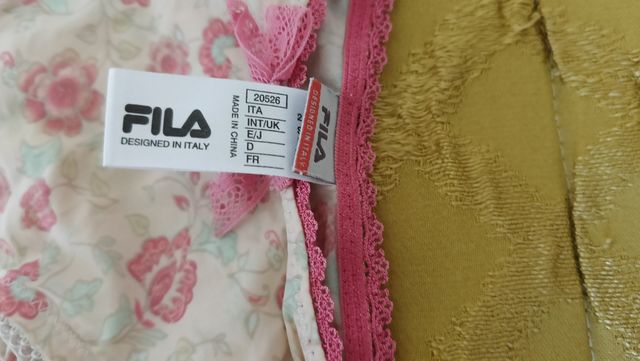 FILA
DESIGNED IN ITALY
MADE IN CHINA
20526
ITA
INT/UK
E/J
D
FR
DESIGNED IN ITALY
FILA